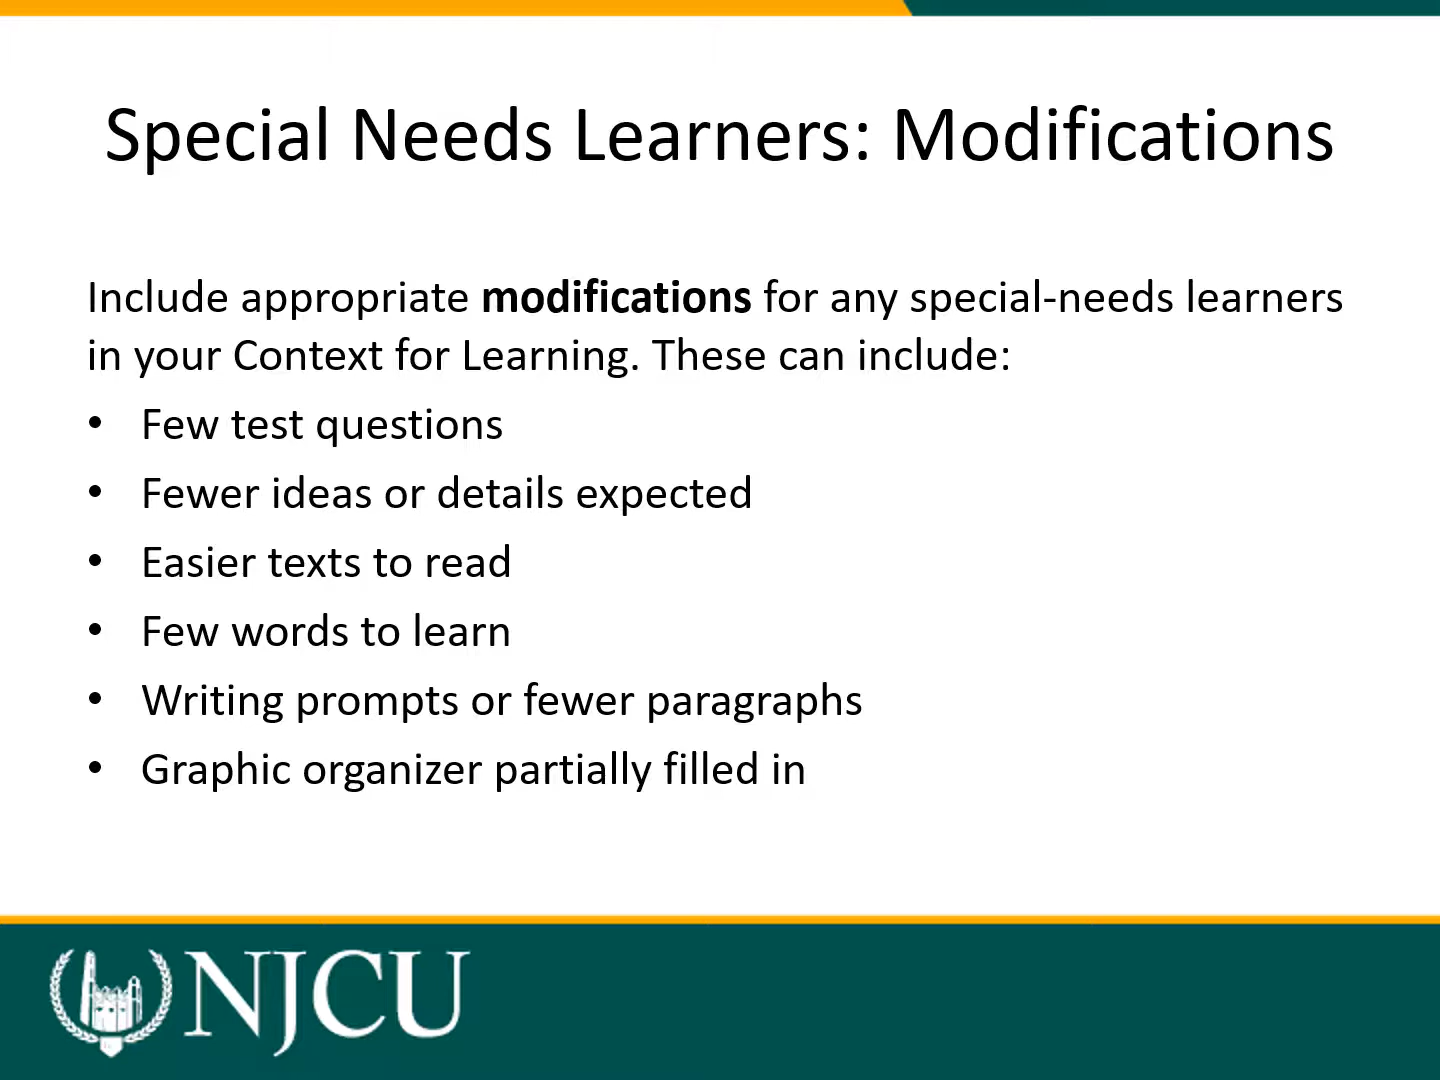 Special Needs Learners: Modifications
Include appropriate modifications for any special-needs learners
in your Context for Learning. These can include:
• Few test questions
• Fewer ideas or details expected
• Easier texts to read
• Few words to learn
• Writing prompts or fewer paragraphs
• Graphic organizer partially filled in
NJCU